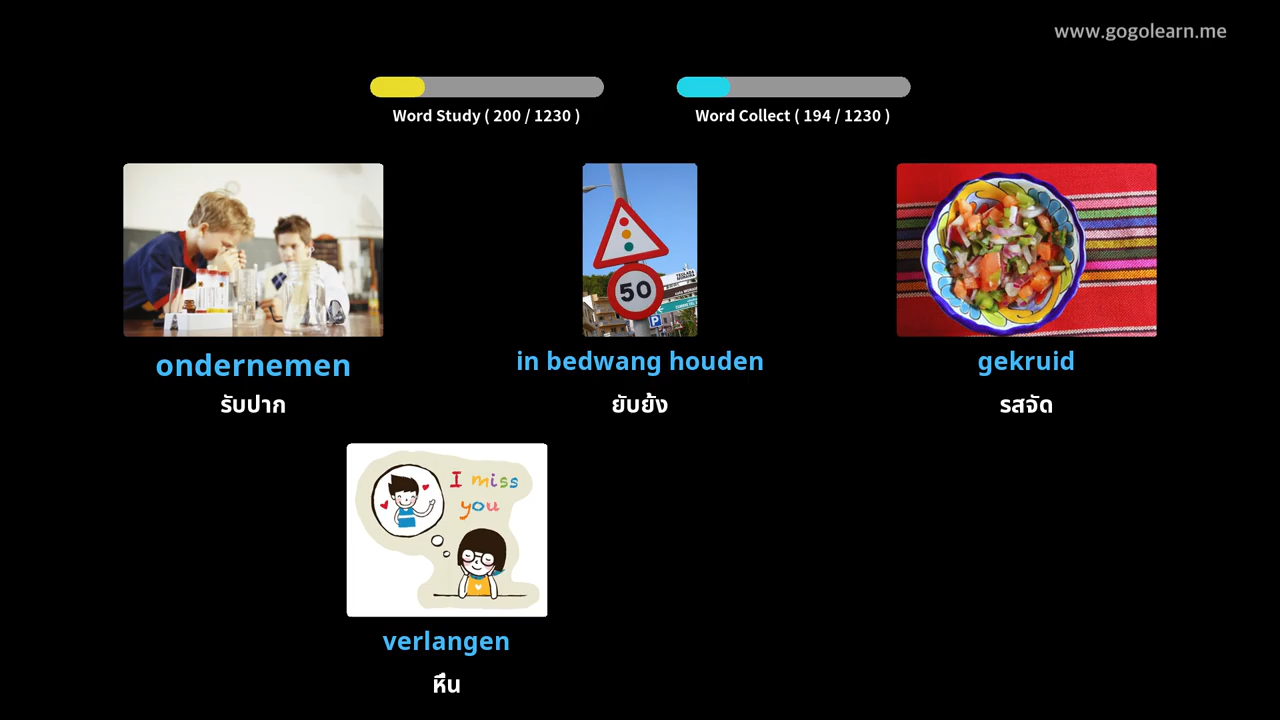 www.gogolearn.me
Word Study ( 200 / 1230 )
Word Collect ( 194 / 1230 )
50
P
ondernemen
in bedwang houden
gekruid
รับปาก
ยับยั้ง
รสจัด
I miss
you
verlangen
หื่น